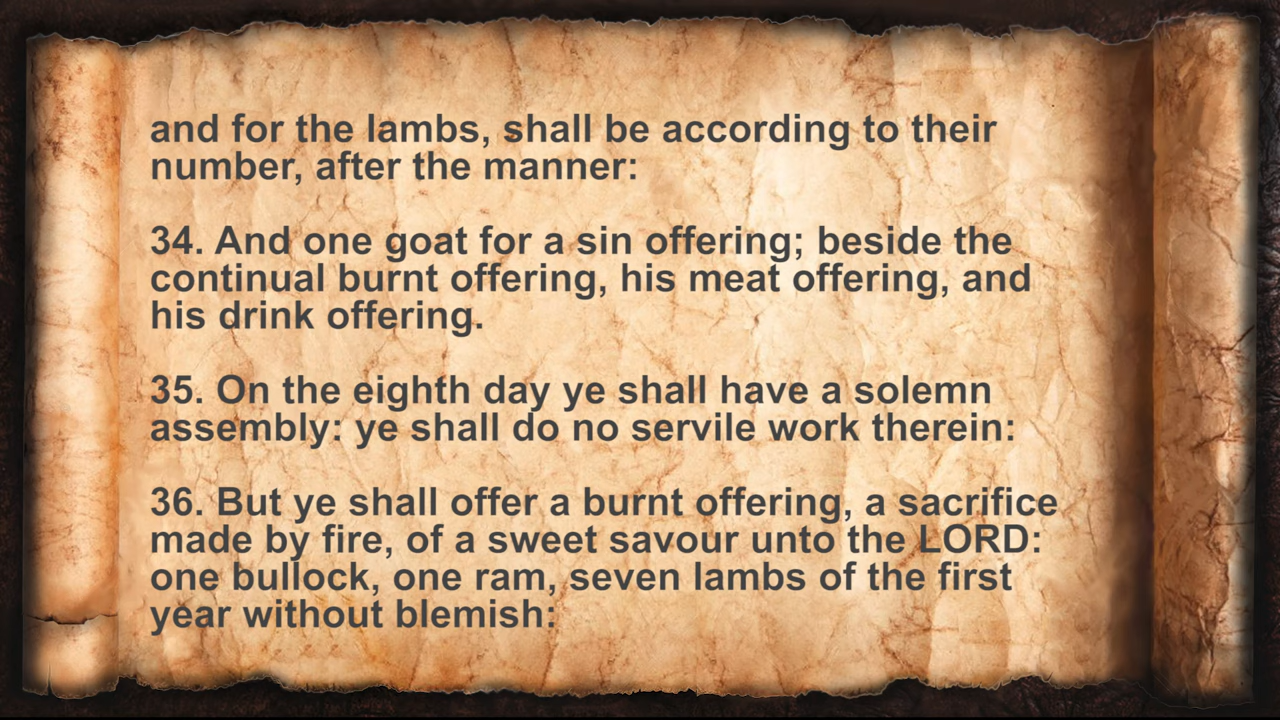 and for the lambs, shall be according to their
number, after the manner:
34. And one goat for a sin offering; beside the
continual burnt offering, his meat offering, and
his drink offering.
35. On the eighth day ye shall have a solemn
assembly: ye shall do no servile work therein:
36. But ye shall offer a burnt offering, a sacrifice
made by fire, of a sweet savour unto the LORD:
one bullock, one ram, seven lambs of the first
year without blemish: